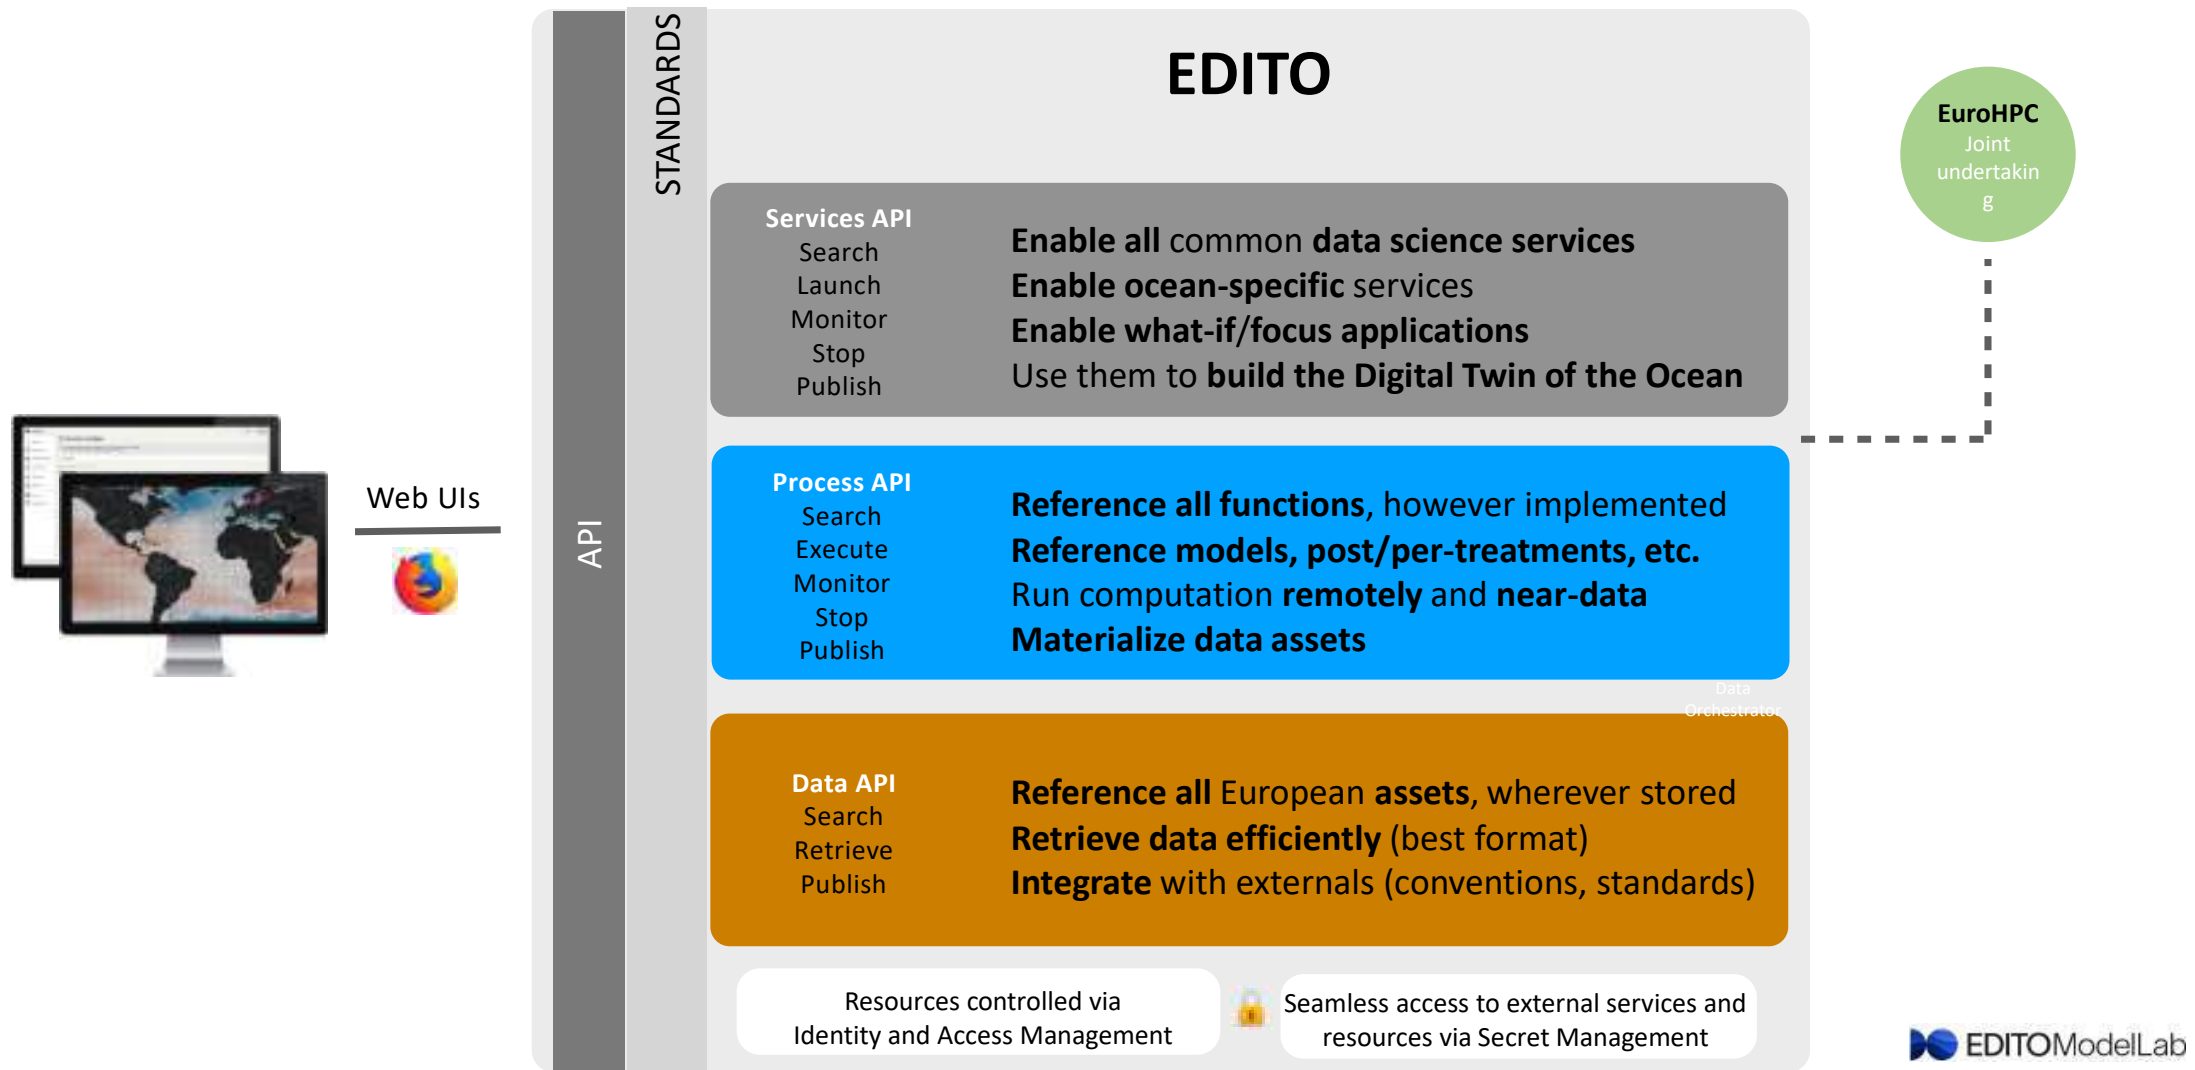 EDITO
STANDARDS
API
Web UIs
EuroHPC
Joint
undertakin
g
Services API
Search
Launch
Monitor
Stop
Publish
Enable all common data science services
Enable ocean-specific services
Enable what-if/focus applications
Use them to build the Digital Twin of the Ocean
Process API
Search
Execute
Monitor
Stop
Publish
Reference all functions, however implemented
Reference models, post/per-treatments, etc.
Run computation remotely and near-data
Materialize data assets
Data
Orchestrator
Data API
Search
Retrieve
Publish
Reference all European assets, wherever stored
Retrieve data efficiently (best format)
Integrate with externals (conventions, standards)
Resources controlled via
Identity and Access Management
Seamless access to external services and
resources via Secret Management
EDITOModelLab